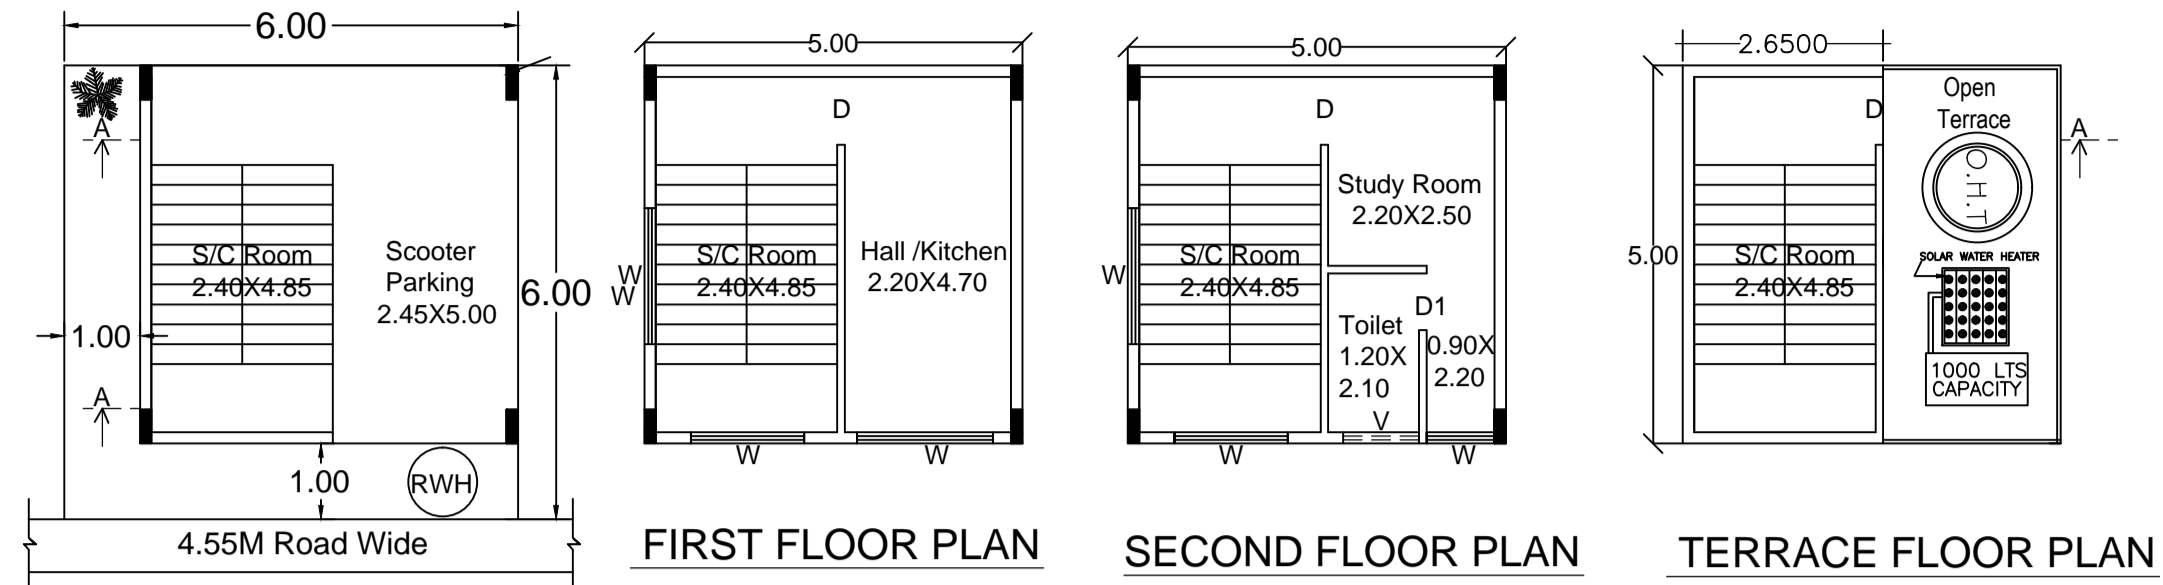 6.00
A
S/C Room
2.40X4.85
Scooter
Parking
2.45X5.00
6.00
1.00
A
1.00
RWH
4.55M Road Wide
5.00
D
W
W
S/C Room
2.40X4.85
Hall /Kitchen
2.20X4.70
W
W
FIRST FLOOR PLAN
5.00
D
Study Room
2.20X2.50
W
S/C Room
2.40X4.85
D1
Toilet
1.20X
2.10
0.90X
2.20
V
W
W
SECOND FLOOR PLAN
2.6500
Open
Terrace
D
A
O.H.T
5.00
S/C Room
2.40X4.85
SOLAR WATER HEATER
1000 LTS
CAPACITY
TERRACE FLOOR PLAN